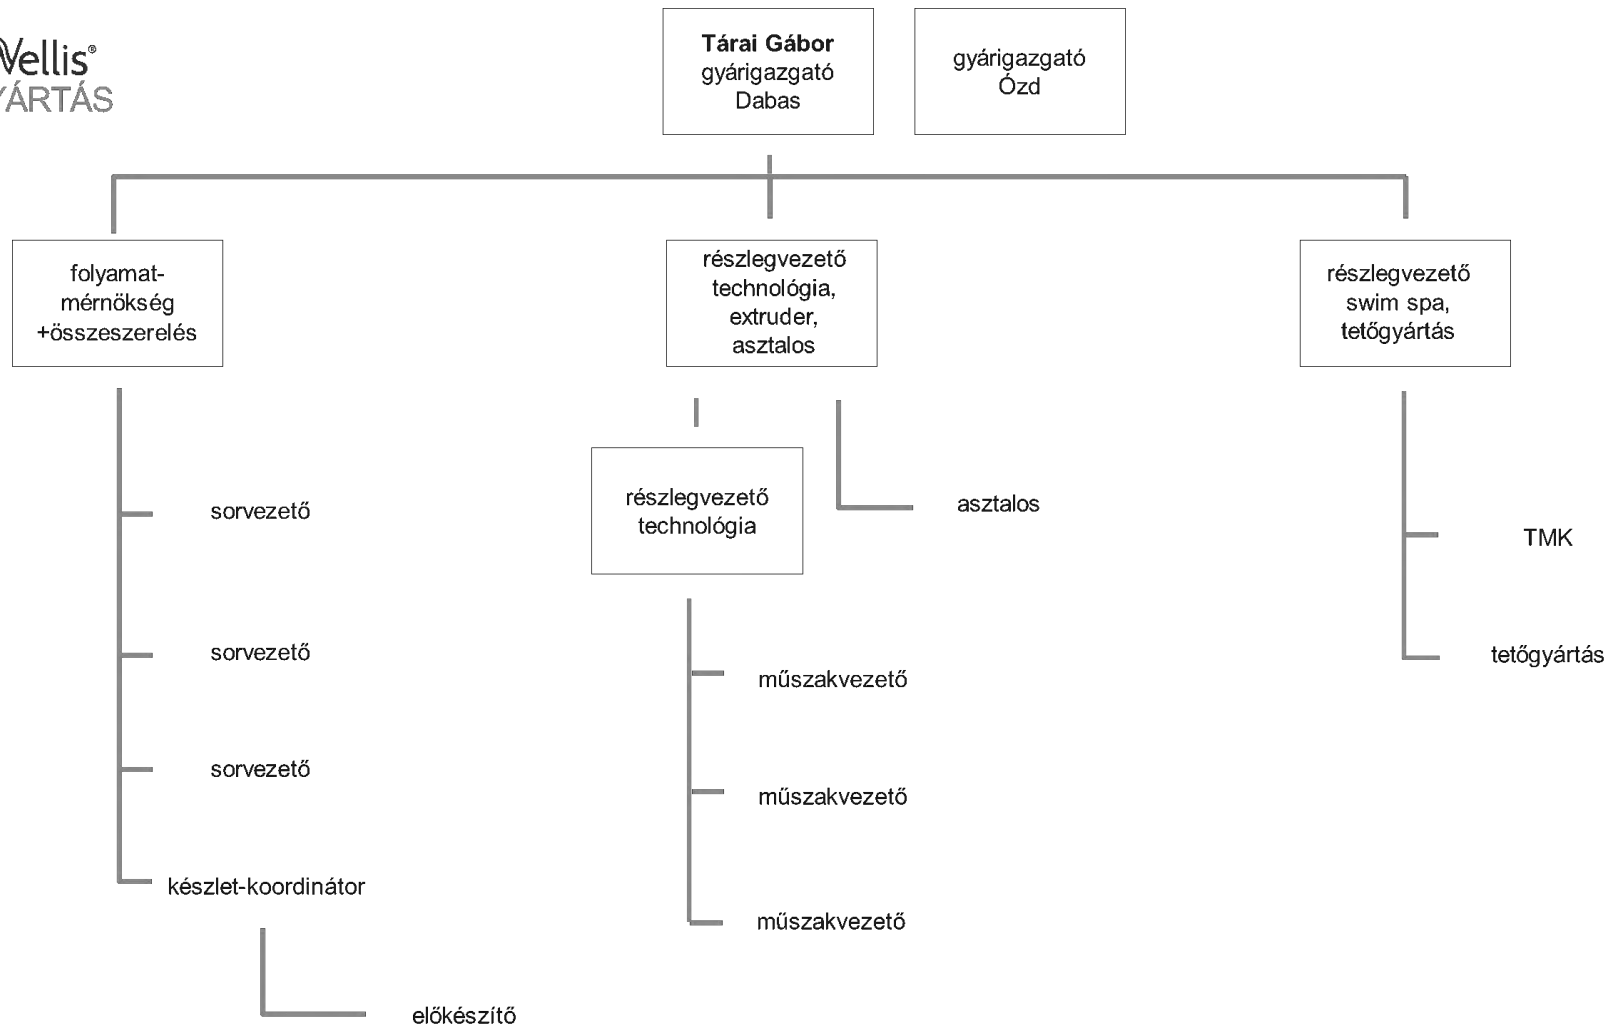 Vellis®
YÁRTÁS
Tárai Gábor
gyárigazgató
Dabas
gyárigazgató
Ózd
folyamat-
mérnökség
+összeszerelés
részlegvezető
technológia,
extruder,
asztalos
részlegvezető
swim spa,
tetőgyártás
sorvezető
sorvezető
sorvezető
készlet-koordinátor
előkészítő
részlegvezető
technológia
asztalos
műszakvezető
műszakvezető
műszakvezető
TMK
tetőgyártás